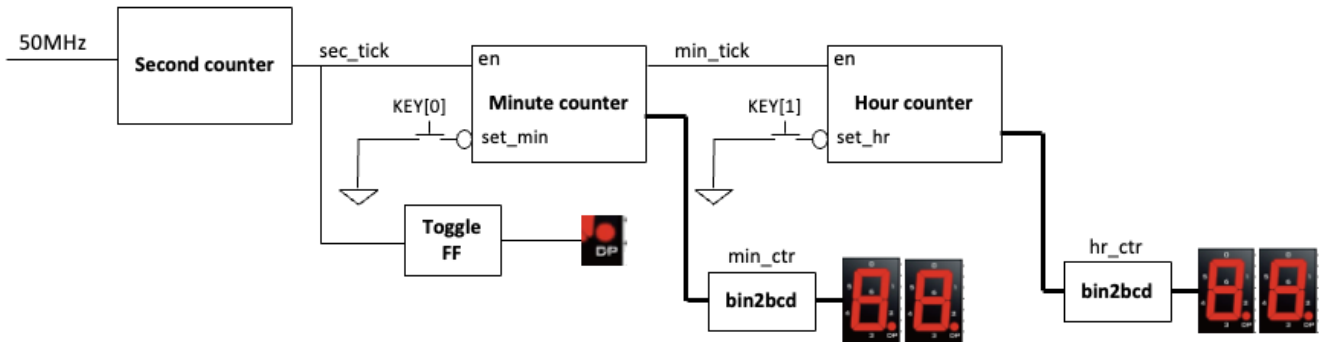 50MHz
Second counter
sec_tick
en
Minute counter
KEY[0]
set_min
min_tick
en
Hour counter
KEY[1]
set_hr
Toggle
FF
DP
min_ctr
bin2bcd
hr_ctr
bin2bcd